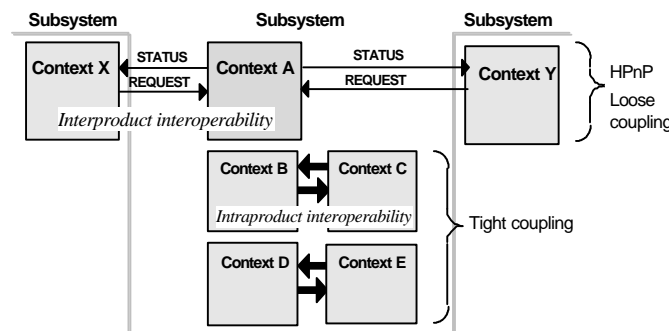 Subsystem
Subsystem
Subsystem
Context X
STATUS
Context A
STATUS
Context Y
REQUEST
REQUEST
Interproduct interoperability
HPnP
Loose
coupling
Context B
Context C
Intraproduct interoperability
Tight coupling
Context D
Context E